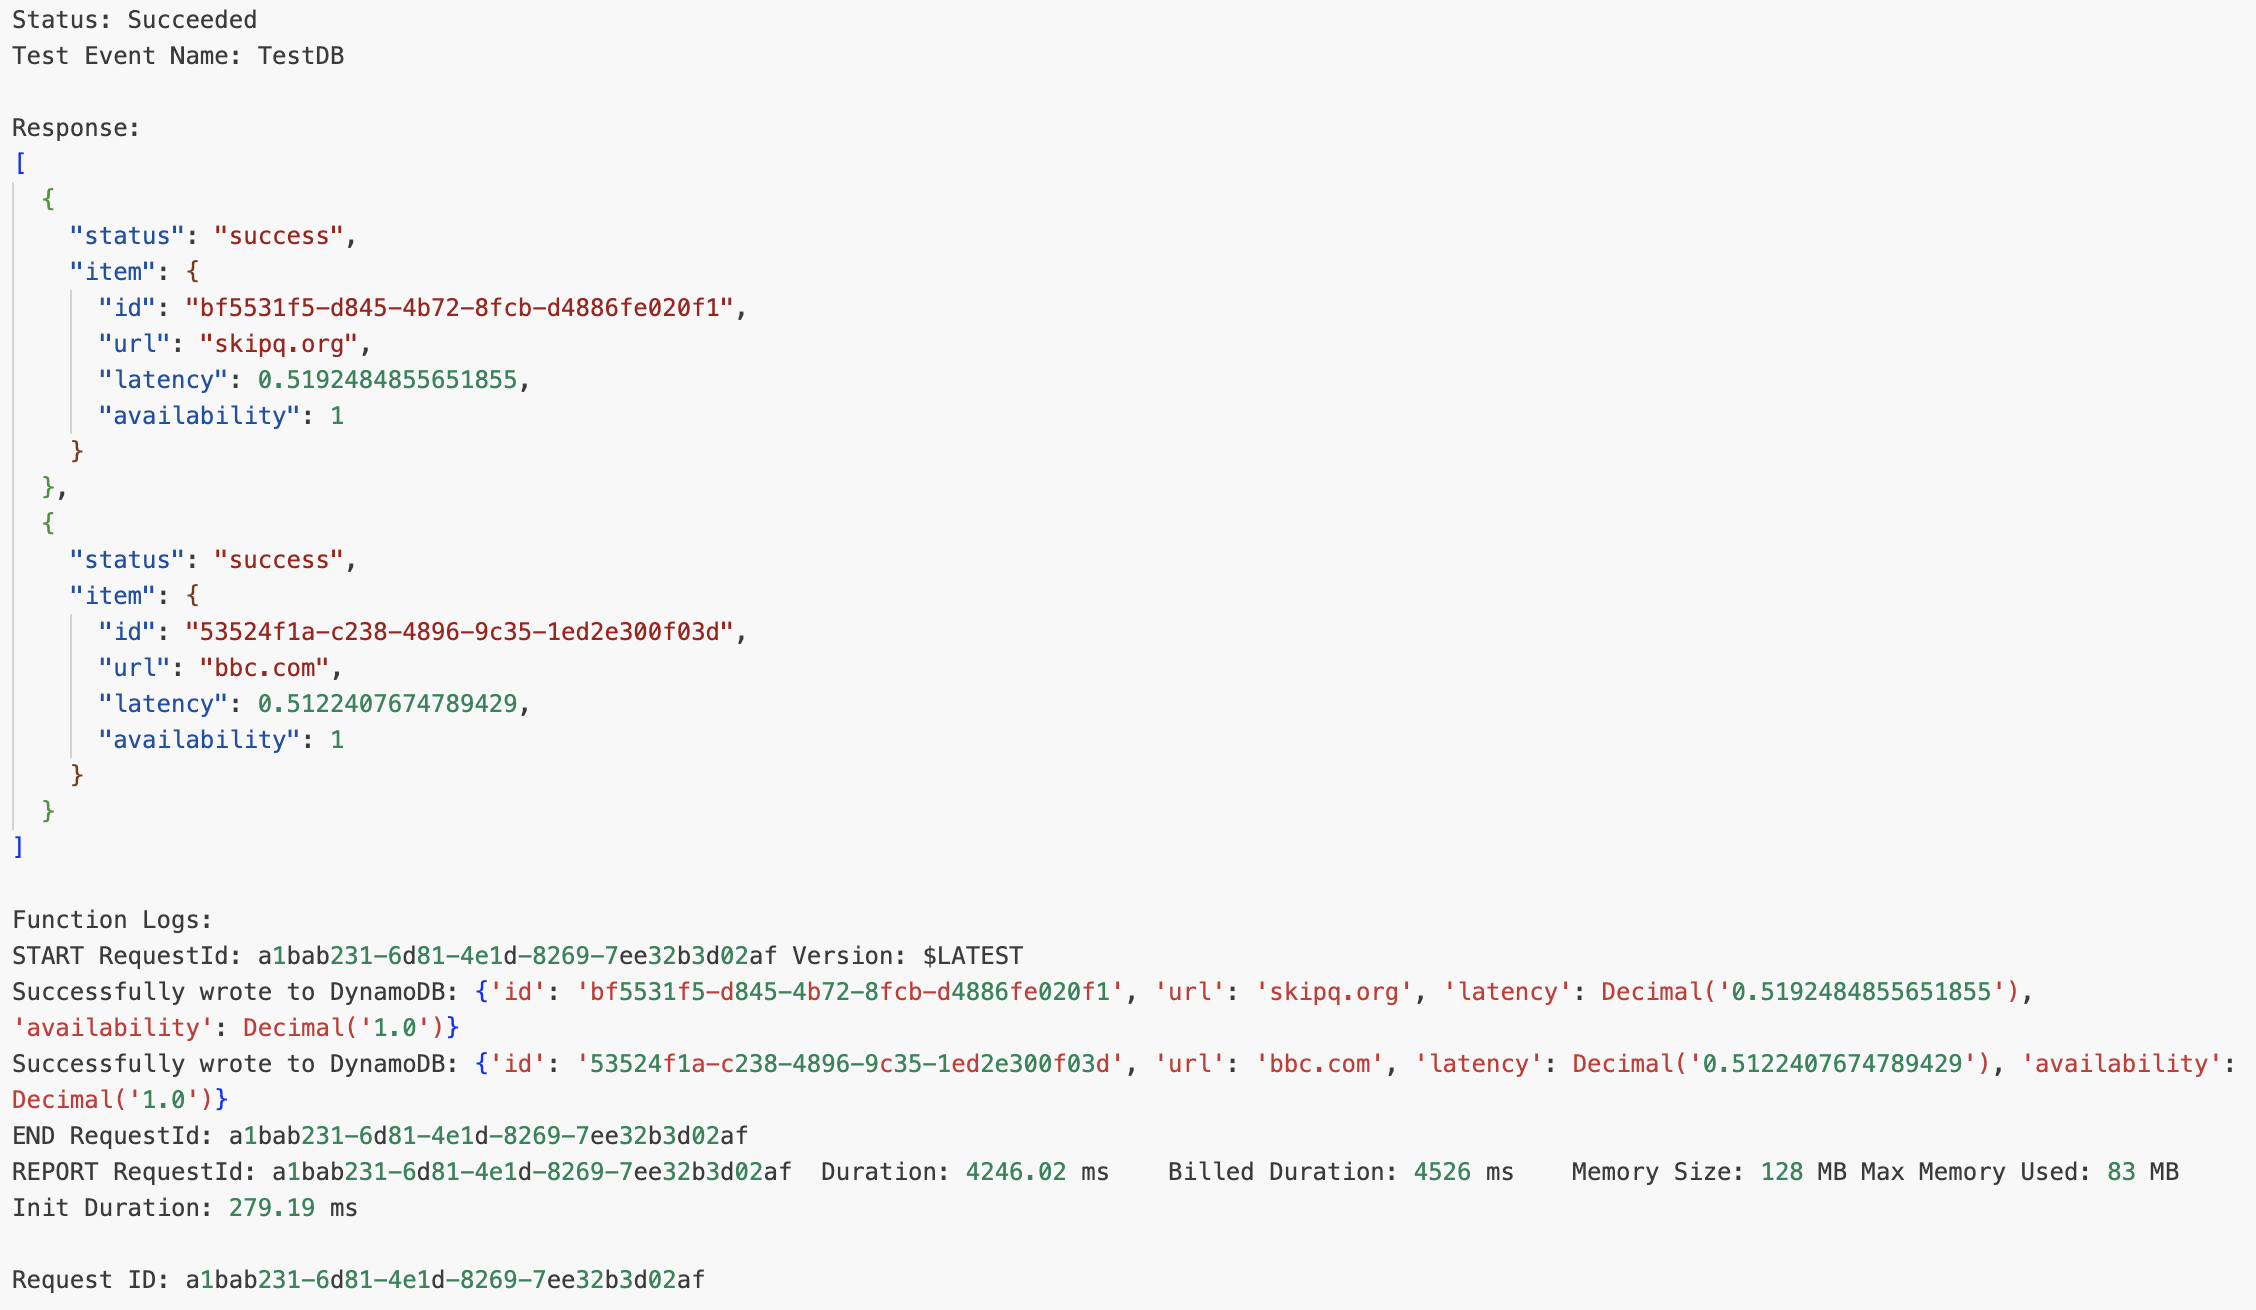 Status: Succeeded
Test Event Name: TestDB
Response:
[
{
"status": "success",
"item": {
"id": "bf5531f5-d845-4b72-8fcb-d4886fe020f1",
"url": "skipq.org",
"latency": 0.5192484855651855,
"availability": 1
}
},
{
"status": "success",
"item": {
"id": "53524f1a-c238-4896-9c35-1ed2e300f03d",
"url": "bbc.com",
"latency": 0.5122407674789429,
"availability": 1
}
}
]
Function Logs:
START RequestId: a1bab231-6d81-4e1d-8269-7ee32b3d02af Version: $LATEST
Successfully wrote to DynamoDB: {'id': 'bf5531f5-d845-4b72-8fcb-d4886fe020f1', 'url': 'skipq.org', 'latency': Decimal('0.5192484855651855'),
'availability': Decimal('1.0')}
Successfully wrote to DynamoDB: {'id': '53524f1a-c238-4896-9c35-1ed2e300f03d', 'url': 'bbc.com', 'latency': Decimal('0.5122407674789429'), 'availability':
Decimal('1.0')}
END RequestId: a1bab231-6d81-4e1d-8269-7ee32b3d02af
REPORT RequestId: a1bab231-6d81-4e1d-8269-7ee32b3d02af  Duration: 4246.02 ms    Billed Duration: 4526 ms    Memory Size: 128 MB Max Memory Used: 83 MB
Init Duration: 279.19 ms
Request ID: a1bab231-6d81-4e1d-8269-7ee32b3d02af